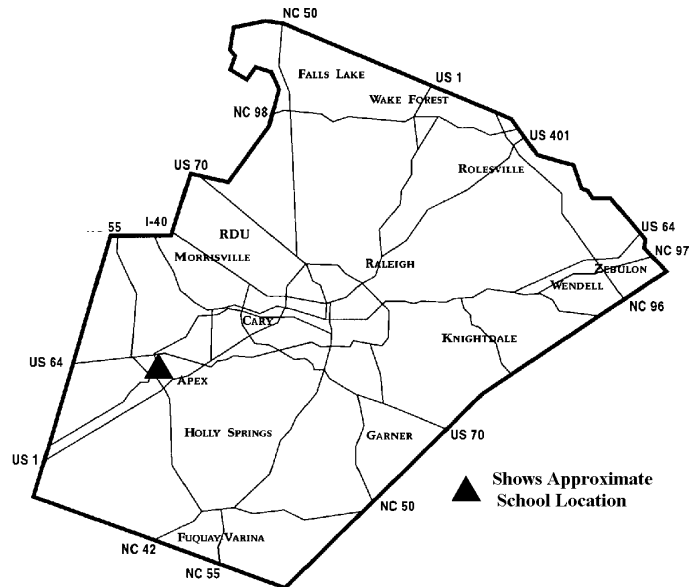 NC 50
FALLS LAKE
US 1
WAKE FOREST
NC 98
US 401
ROLESVILLE
US 70
55
I-40
RDU
MORRISVILLE
RALEIGH
US 64
NC 97
ZEBULON
WENDELL
NC 96
CARY
KNIGHTDALE
US 64
APEX
HOLLY SPRINGS
GARNER
US 70
US 1
Shows Approximate
School Location
NC 50
FUQUAY VARINA
NC 42
NC 55